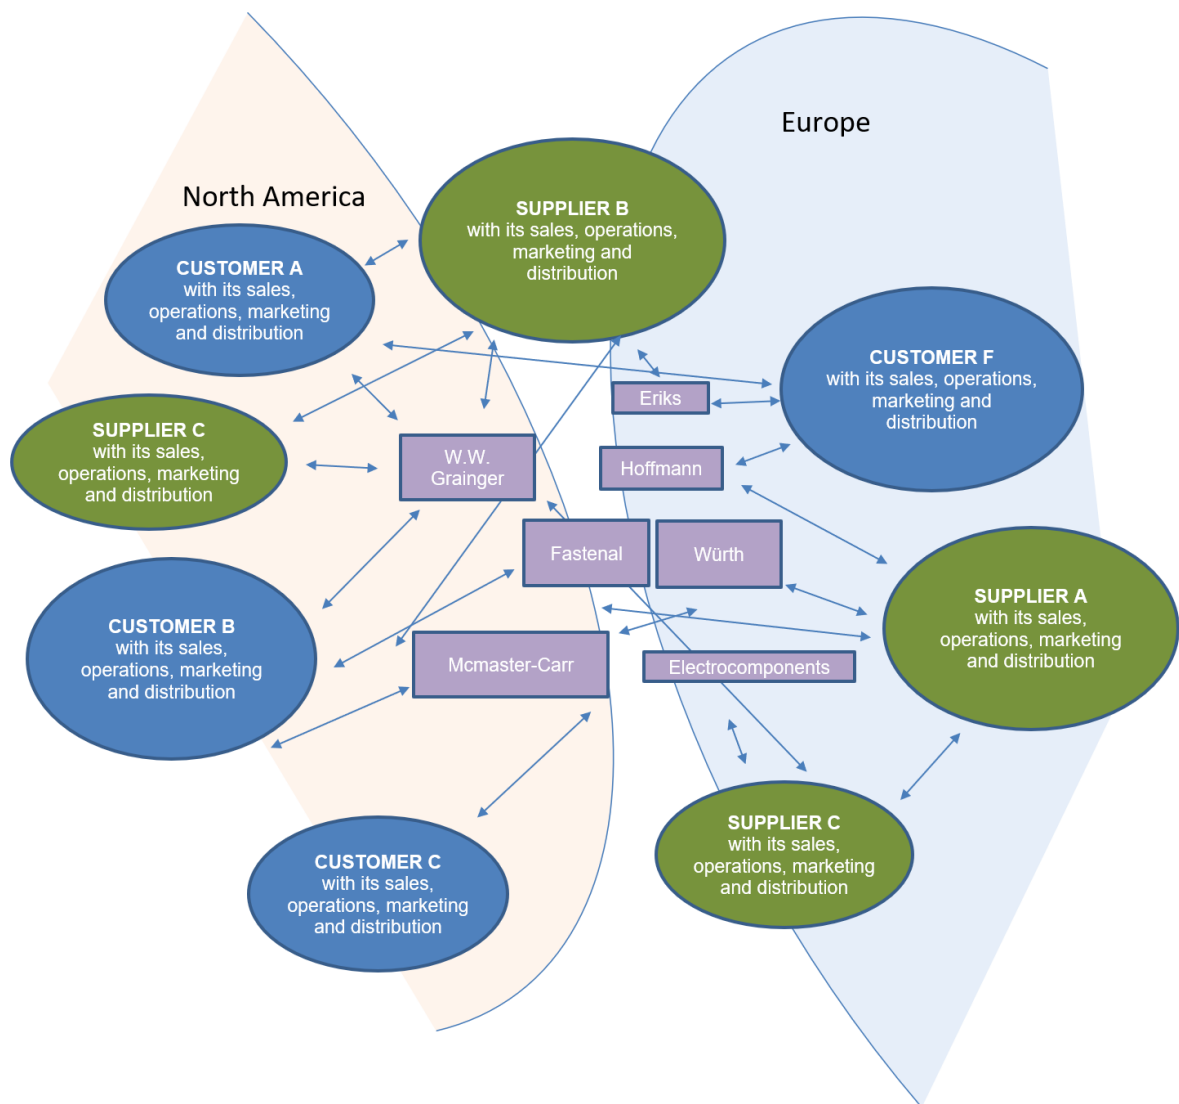 Europe
North America
SUPPLIER B
with its sales, operations,
marketing and
distribution
CUSTOMER A
with its sales,
operations, marketing
and distribution
CUSTOMER F
with its sales, operations,
marketing and
distribution
Eriks
SUPPLIER C
with its sales,
operations, marketing
and distribution
W.W.
Grainger
Hoffmann
Fastenal
Würth
SUPPLIER A
with its sales,
operations, marketing
and distribution
CUSTOMER B
with its sales,
operations, marketing
and distribution
Mcmaster-Carr
Electrocomponents
SUPPLIER C
with its sales,
operations, marketing
and distribution
CUSTOMER C
with its sales,
operations, marketing
and distribution